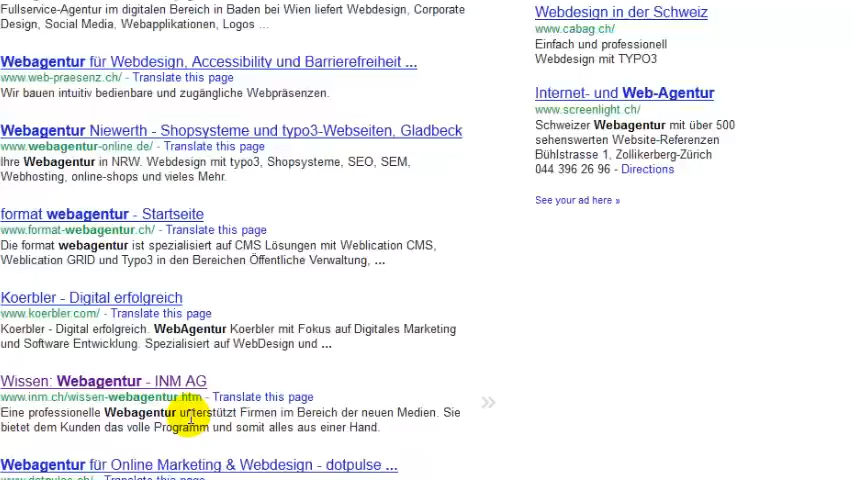 Fullservice-Agentur im digitalen Bereich in Baden bei Wien liefert Webdesign, Corporate
Design, Social Media, Webapplikationen, Logos ...
Webagentur für Webdesign, Accessibility und Barrierefreiheit ...
www.web-praesenz.ch/ - Translate this page
Wir bauen intuitiv bedienbare und zugängliche Webpräsenzen.
Webagentur Niewerth - Shopsysteme und typo3-Webseiten, Gladbeck
www.webagentur-online.de/ - Translate this page
Ihre Webagentur in NRW. Webdesign mit typo3, Shopsysteme, SEO, SEM,
Webhosting, online-shops und vieles Mehr.
format webagentur - Startseite
www.format-webagentur.ch/ - Translate this page
Die format webagentur ist spezialisiert auf CMS Lösungen mit Weblication CMS,
Weblication GRID und Typo3 in den Bereichen Öffentliche Verwaltung, ...
Koerbler - Digital erfolgreich
www.koerbler.com/ - Translate this page
Koerbler - Digital erfolgreich. WebAgentur Koerbler mit Fokus auf Digitales Marketing
und Software Entwicklung. Spezialisiert auf WebDesign und ...
Wissen: Webagentur - INM AG
www.inm.ch/wissen-webagentur.htm - Translate this page
Eine professionelle Webagentur unterstützt Firmen im Bereich der neuen Medien. Sie
bietet dem Kunden das volle Programm und somit alles aus einer Hand.
Webagentur für Online Marketing & Webdesign - dotpulse ...
www.dotpulse.ch/ - Translate this page
Webdesign in der Schweiz
www.cabag.ch/
Einfach und professionell
Webdesign mit TYPO3
Internet- und Web-Agentur
www.screenlight.ch/
Schweizer Webagentur mit über 500
sehenswerten Website-Referenzen
Bühlstrasse 1, Zollikerberg-Zürich
044 396 26 96 - Directions
See your ad here »
»